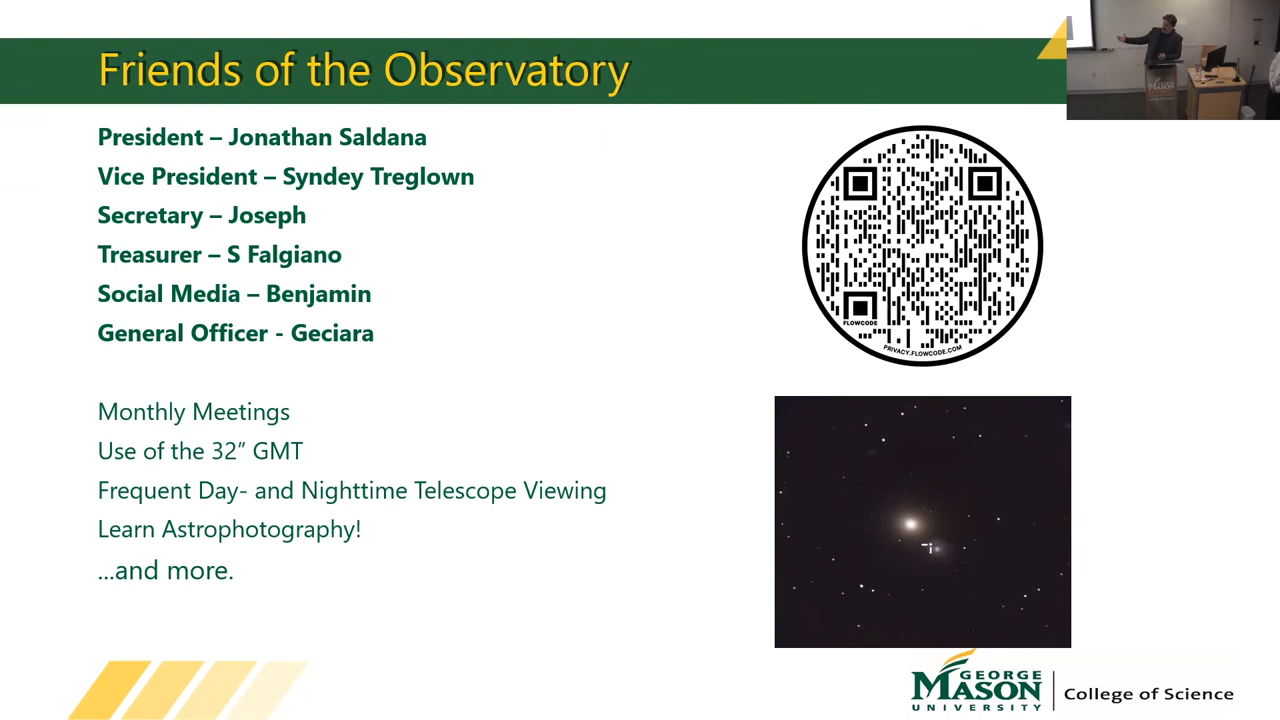 Friends of the Observatory
President – Jonathan Saldana
Vice President – Syndey Treglown
Secretary – Joseph
Treasurer – S Falgiano
Social Media – Benjamin
General Officer - Geciara
Monthly Meetings
Use of the 32” GMT
Frequent Day- and Nighttime Telescope Viewing
Learn Astrophotography!
...and more.
FLOWCODE
PRIVACY.FLOWCODE.COM
GEORGE
MASON
UNIVERSITY
College of Science
GEORGE
MASON